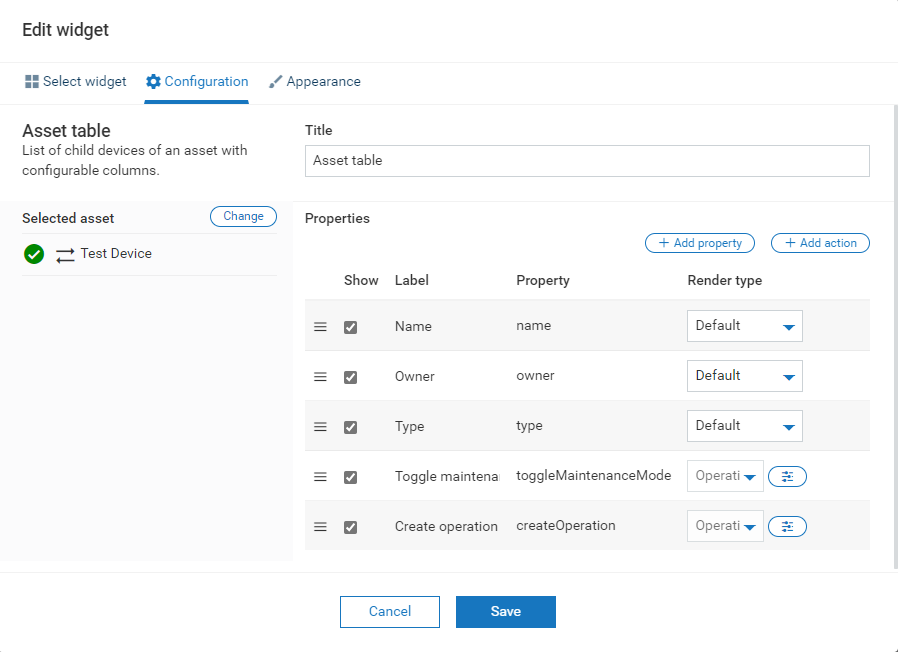 Edit widget
Select widget
Configuration
Appearance
Asset table
List of child devices of an asset with
configurable columns.
Title
Asset table
Selected asset
Change
Test Device
Properties
Add property
Add action
Show Label Property Render type
Name name Default
Owner owner Default
Type type Default
Toggle maintena toggleMaintenanceMode Operati
Create operation createOperation Operati
Cancel
Save